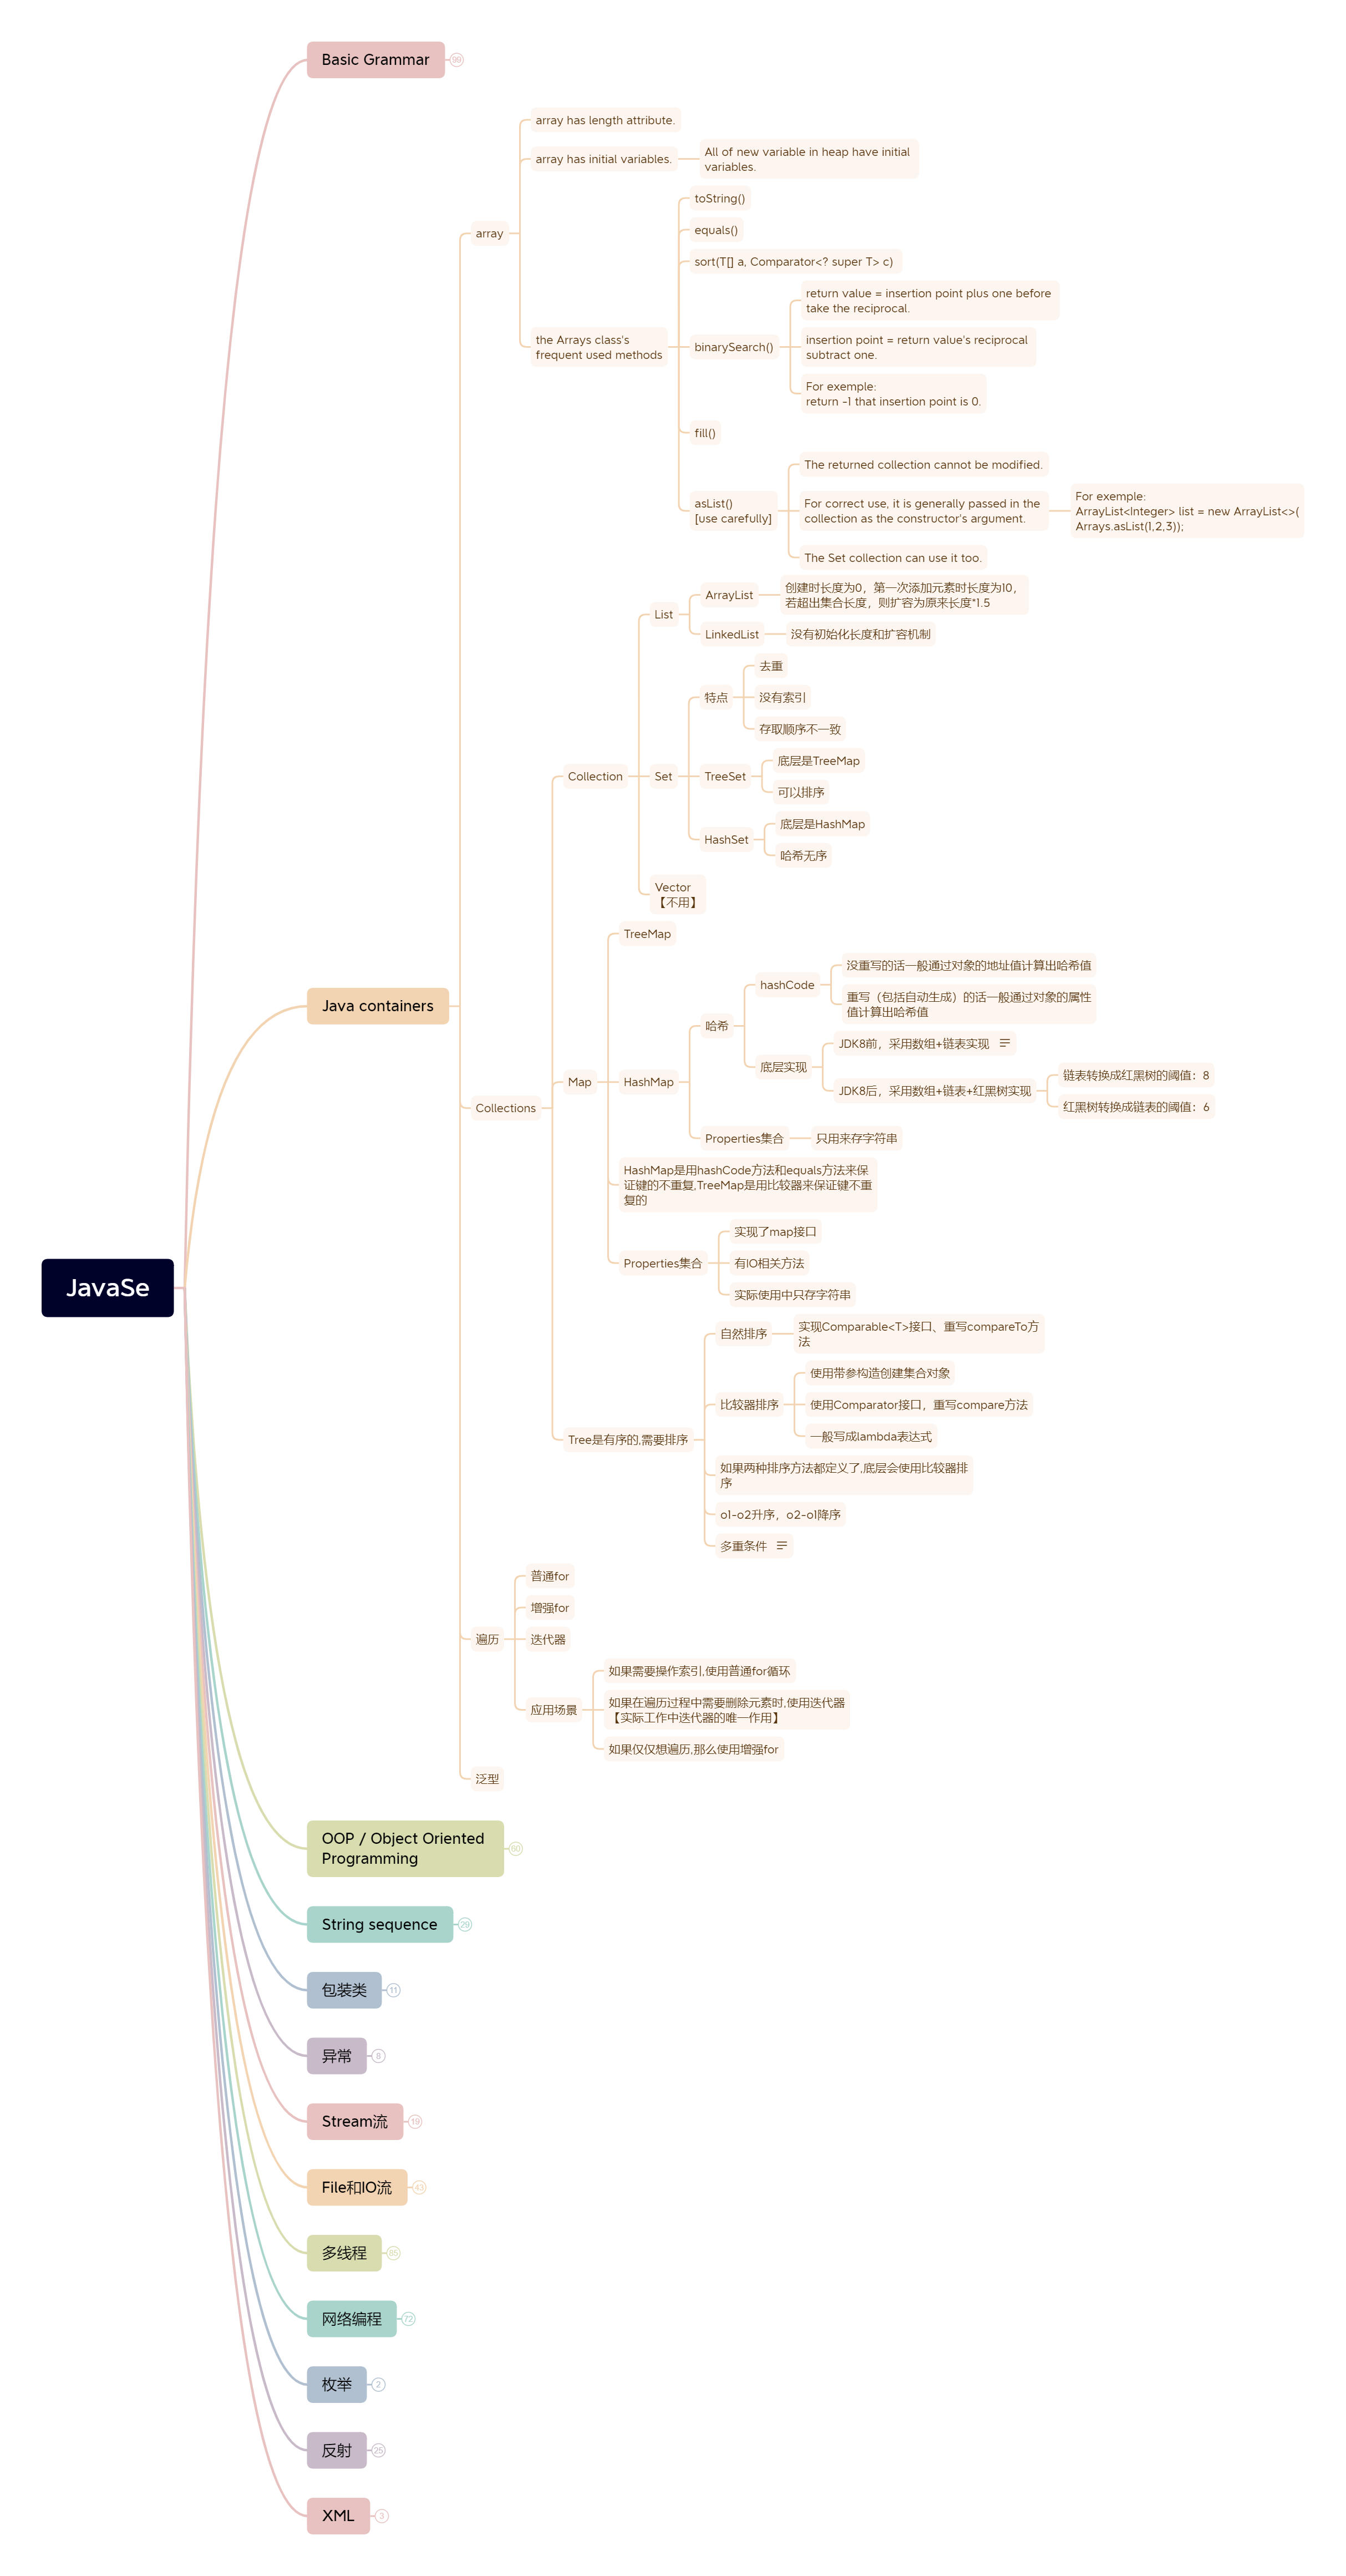 Basic Grammar
99
array has length attribute.
array has initial variables.
All of new variable in heap have initial
variables.
toString()
equals()
array
sort(T[] a, Comparator<? super T> c)
return value = insertion point plus one before
take the reciprocal.
the Arrays class's
frequent used methods
binarySearch()
insertion point = return value's reciprocal
subtract one.
For exemple:
return -1 that insertion point is 0.
fill()
The returned collection cannot be modified.
asList()
[use carefully]
For correct use, it is generally passed in the
collection as the constructor's argument.
For exemple:
ArrayList<Integer> list = new ArrayList<>(
Arrays.asList(1,2,3));
The Set collection can use it too.
List
ArrayList
创建时长度为0，第一次添加元素时长度为10，
若超出集合长度，则扩容为原来长度*1.5
LinkedList
没有初始化长度和扩容机制
去重
特点
没有索引
存取顺序不一致
Collection
Set
TreeSet
底层是TreeMap
可以排序
HashSet
底层是HashMap
哈希无序
Vector
【不用】
TreeMap
没重写的话一般通过对象的地址值计算出哈希值
hashCode
Java containers
重写（包括自动生成）的话一般通过对象的属性
值计算出哈希值
哈希
JDK8前，采用数组+链表实现
底层实现
链表转换成红黑树的阈值：8
Map
HashMap
JDK8后，采用数组+链表+红黑树实现
Collections
红黑树转换成链表的阈值：6
Properties集合
只用来存字符串
HashMap是用hashCode方法和equals方法来保
证键的不重复,TreeMap是用比较器来保证键不重
复的
实现了map接口
Properties集合
有IO相关方法
JavaSe
实际使用中只存字符串
自然排序
实现Comparable<T>接口、重写compareTo方
法
使用带参构造创建集合对象
比较器排序
使用Comparator接口，重写compare方法
一般写成lambda表达式
Tree是有序的,需要排序
如果两种排序方法都定义了,底层会使用比较器排
序
o1-o2升序，o2-o1降序
多重条件
普通for
增强for
遍历
迭代器
如果需要操作索引,使用普通for循环
应用场景
如果在遍历过程中需要删除元素时,使用迭代器
【实际工作中迭代器的唯一作用】
如果仅仅想遍历,那么使用增强for
泛型
OOP / Object Oriented
Programming
60
String sequence
29
包装类
11
异常
8
Stream流
19
File和IO流
43
多线程
85
网络编程
72
枚举
2
反射
25
XML
3